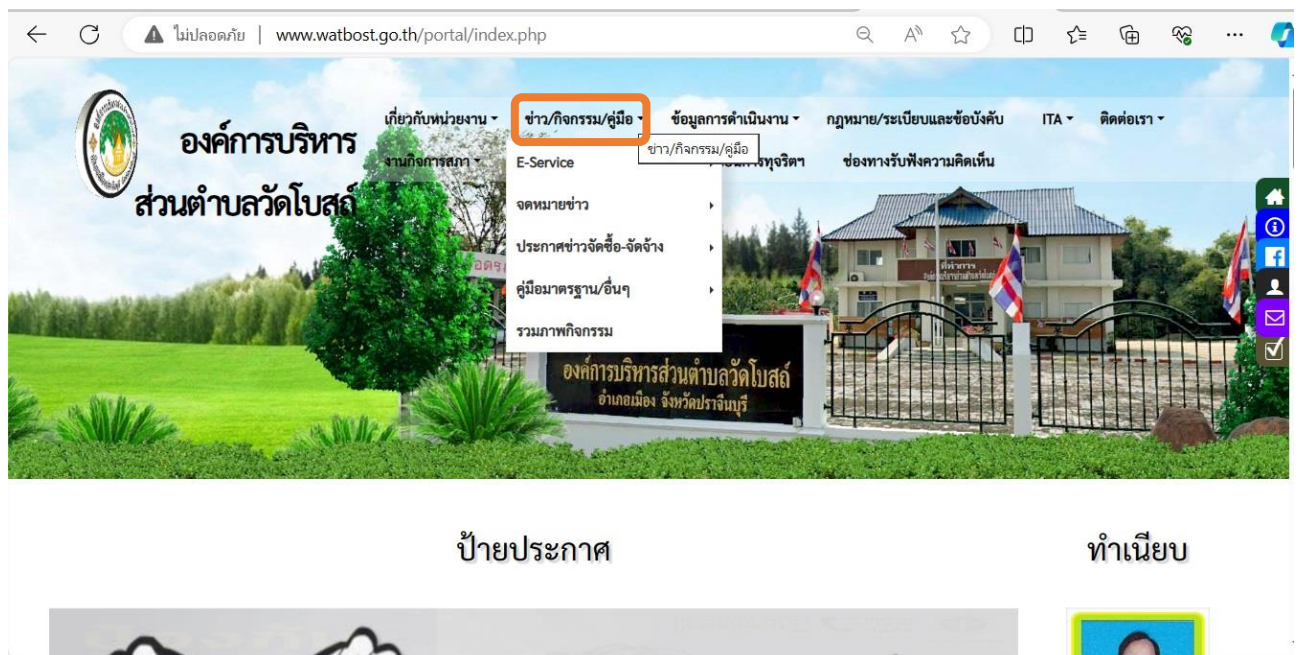 ไม่ปลอดภัย | www.watbost.go.th/portal/index.php
องค์การบริหาร
ส่วนตำบลวัดโบสถ์
เกี่ยวกับหน่วยงาน
ข่าว/กิจกรรม/คู่มือ
ข้อมูลการดำเนินงาน
กฎหมาย/ระเบียบและข้อบังคับ
ITA
ติดต่อเรา
งานกิจการสภา
ข่าว/กิจกรรม/คู่มือ
ช่องทางรับฟังความคิดเห็น
E-Service
จดหมายข่าว
ประกาศข่าวจัดซื้อ-จัดจ้าง
คู่มือมาตรฐาน/อื่นๆ
รวมภาพกิจกรรม
ที่ทำการ
องค์การบริหารส่วนตำบลวัดโบสถ์
อำเภอเมือง จังหวัดปราจีนบุรี
ป้ายประกาศ
ทำเนียบ